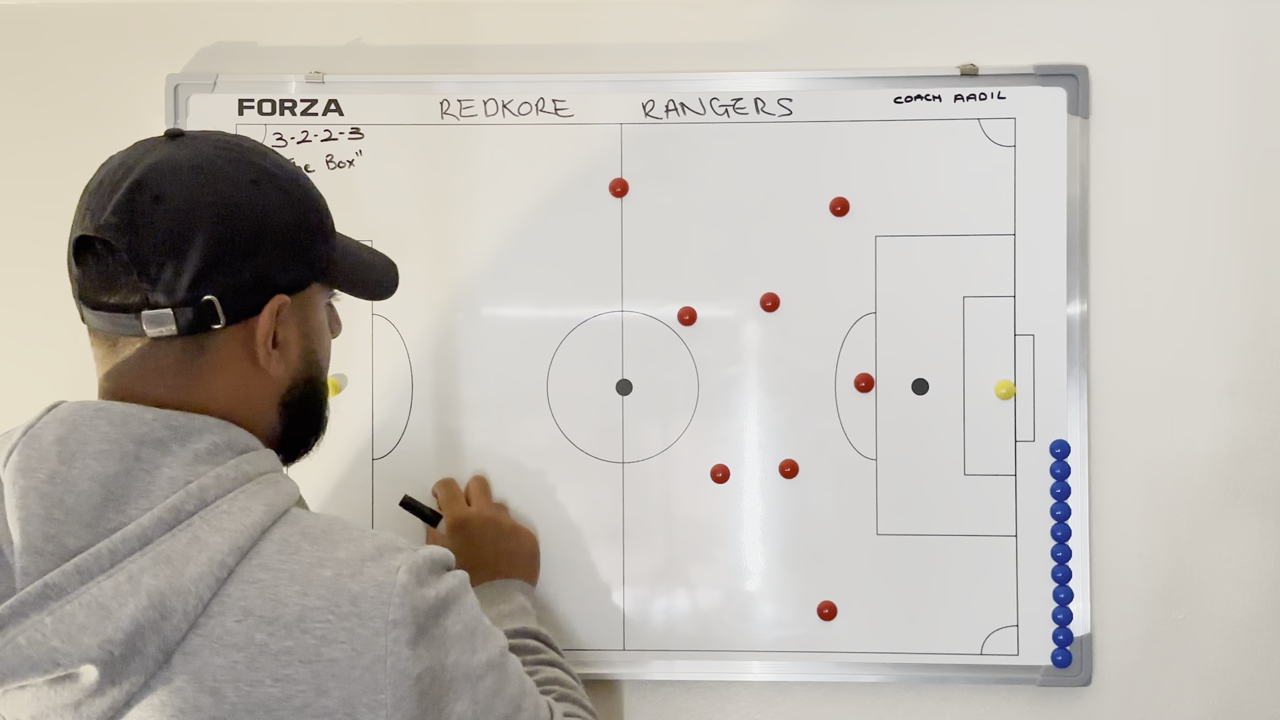 FORZA
REDKORE RANGERS
COACH AADIL
3-2-2-3
Box"